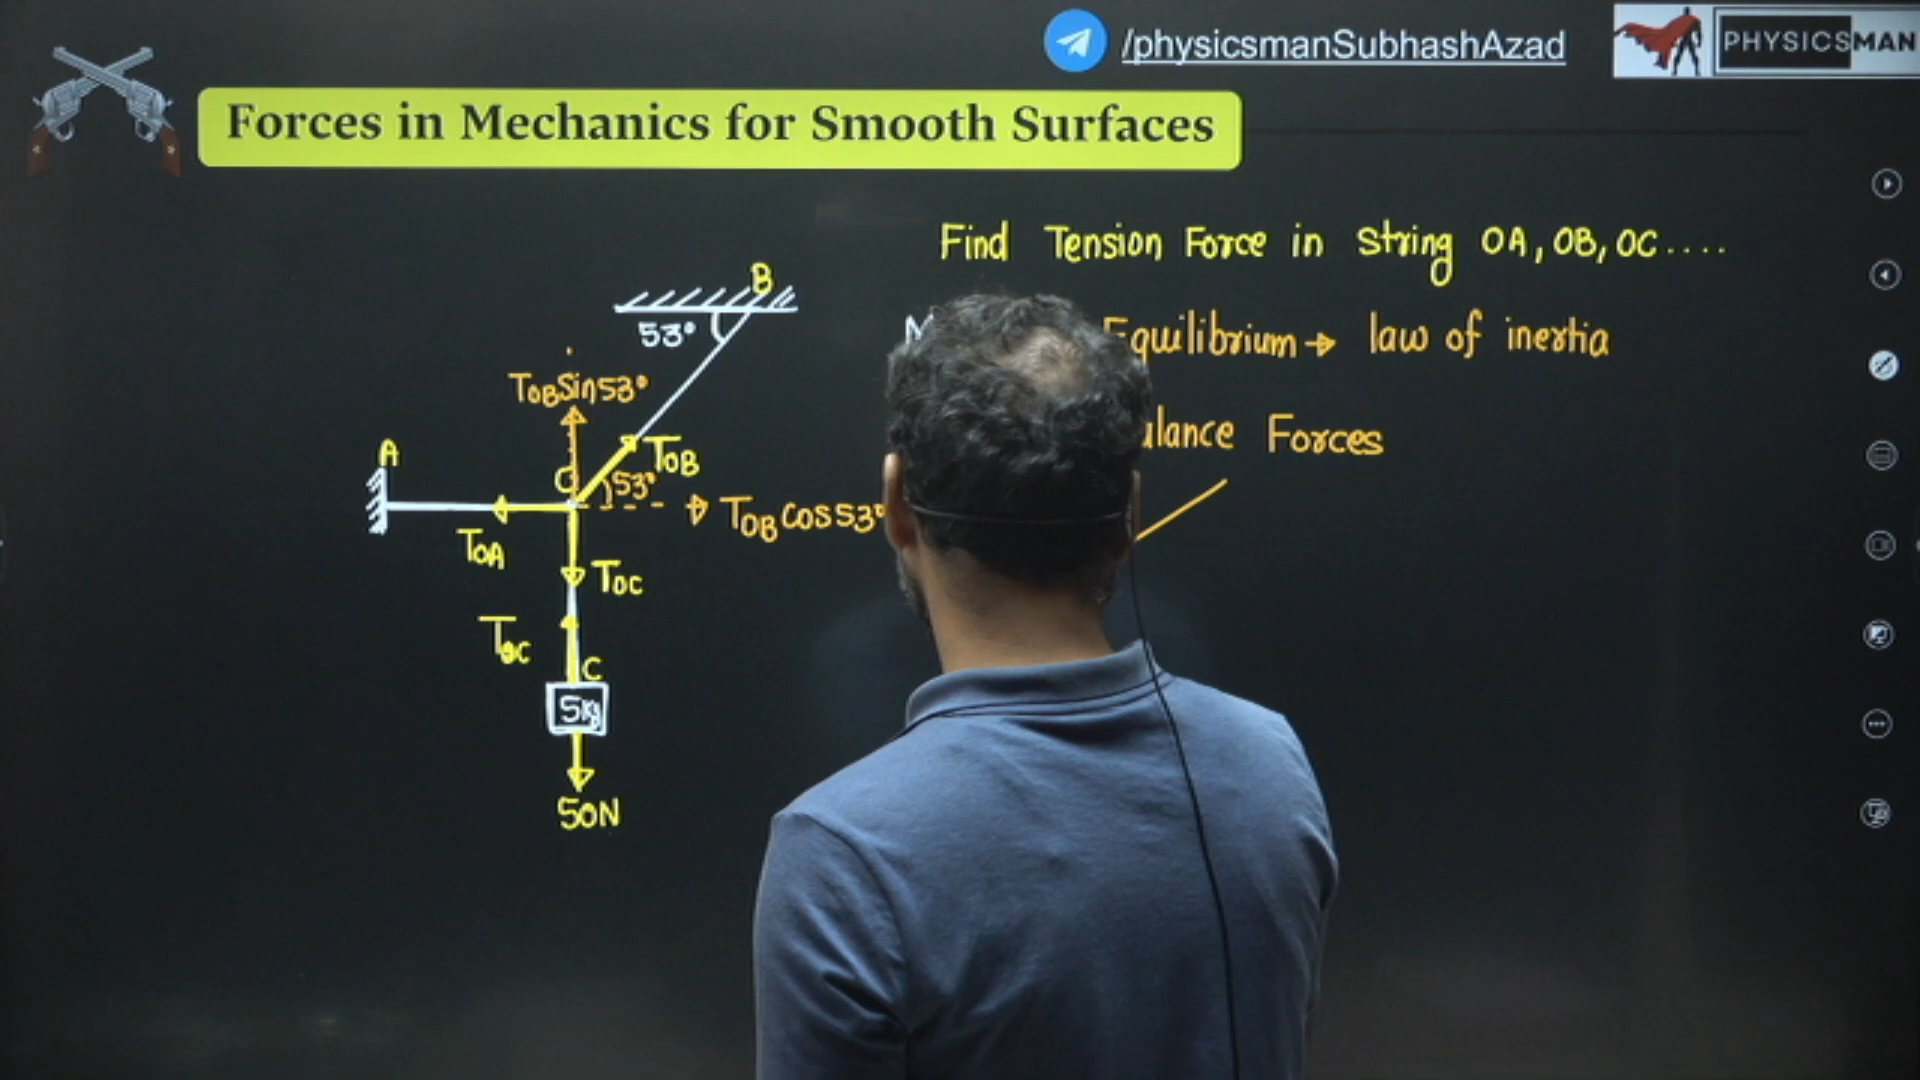 /physicsmanSubhashAzad
PHYSICSMAN
Forces in Mechanics for Smooth Surfaces
Find Tension Force in String OA, OB, OC....
B
53°
Equilibrium → law of inertia
TOB Sin53°
Forces
A
O
TOB
53°
TOB cos53°
TOA
TOC
TOC
C
5kg
50N